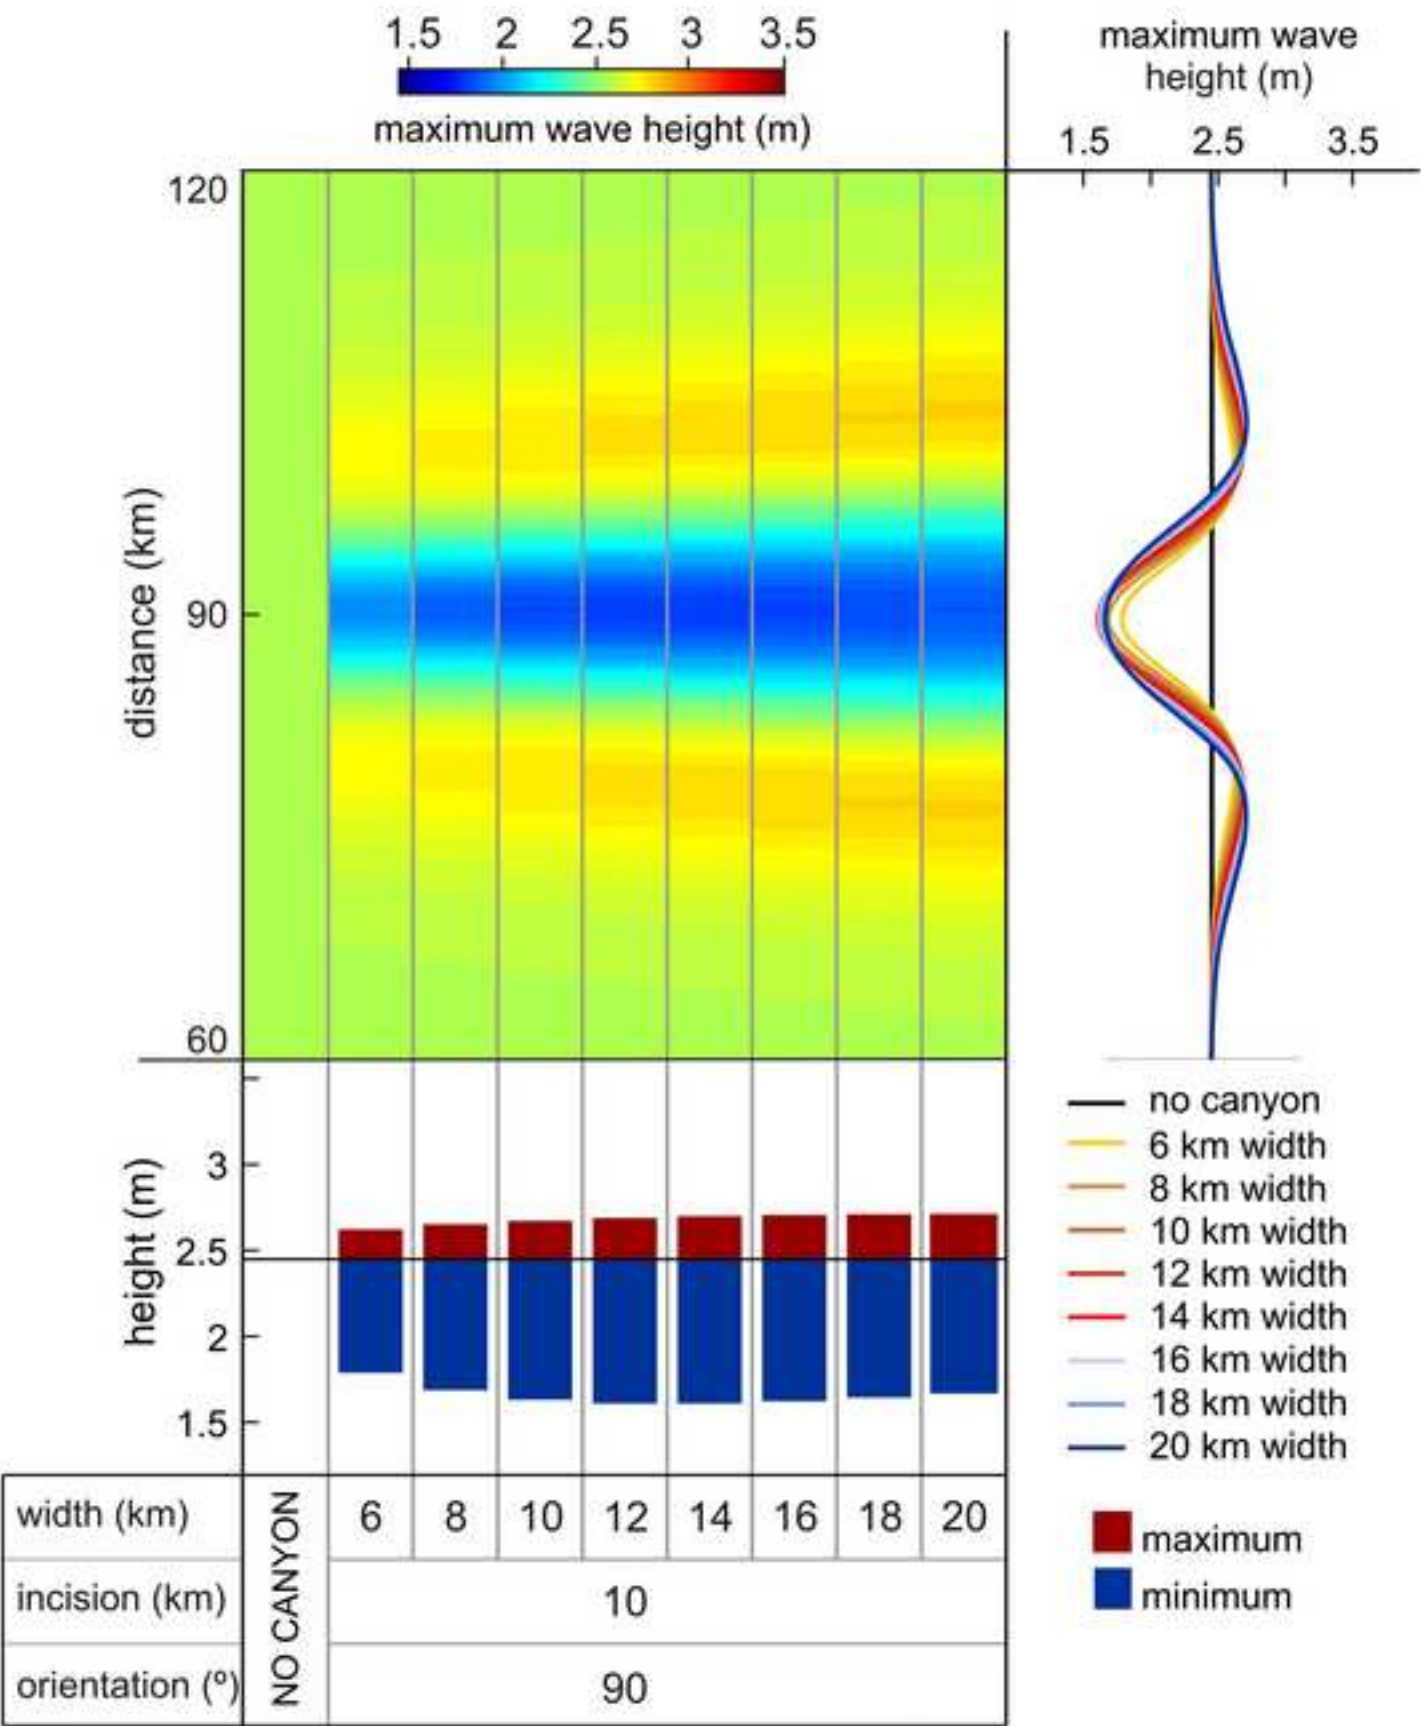 1.5 2 2.5 3 3.5
maximum wave height (m)
maximum wave
height (m)
1.5 2.5 3.5
120
90
60
distance (km)
3
2.5
2
1.5
height (m)
no canyon
6 km width
8 km width
10 km width
12 km width
14 km width
16 km width
18 km width
20 km width
maximum
minimum
width (km) 6 8 10 12 14 16 18 20
incision (km) 10
orientation (º) 90
NO CANYON